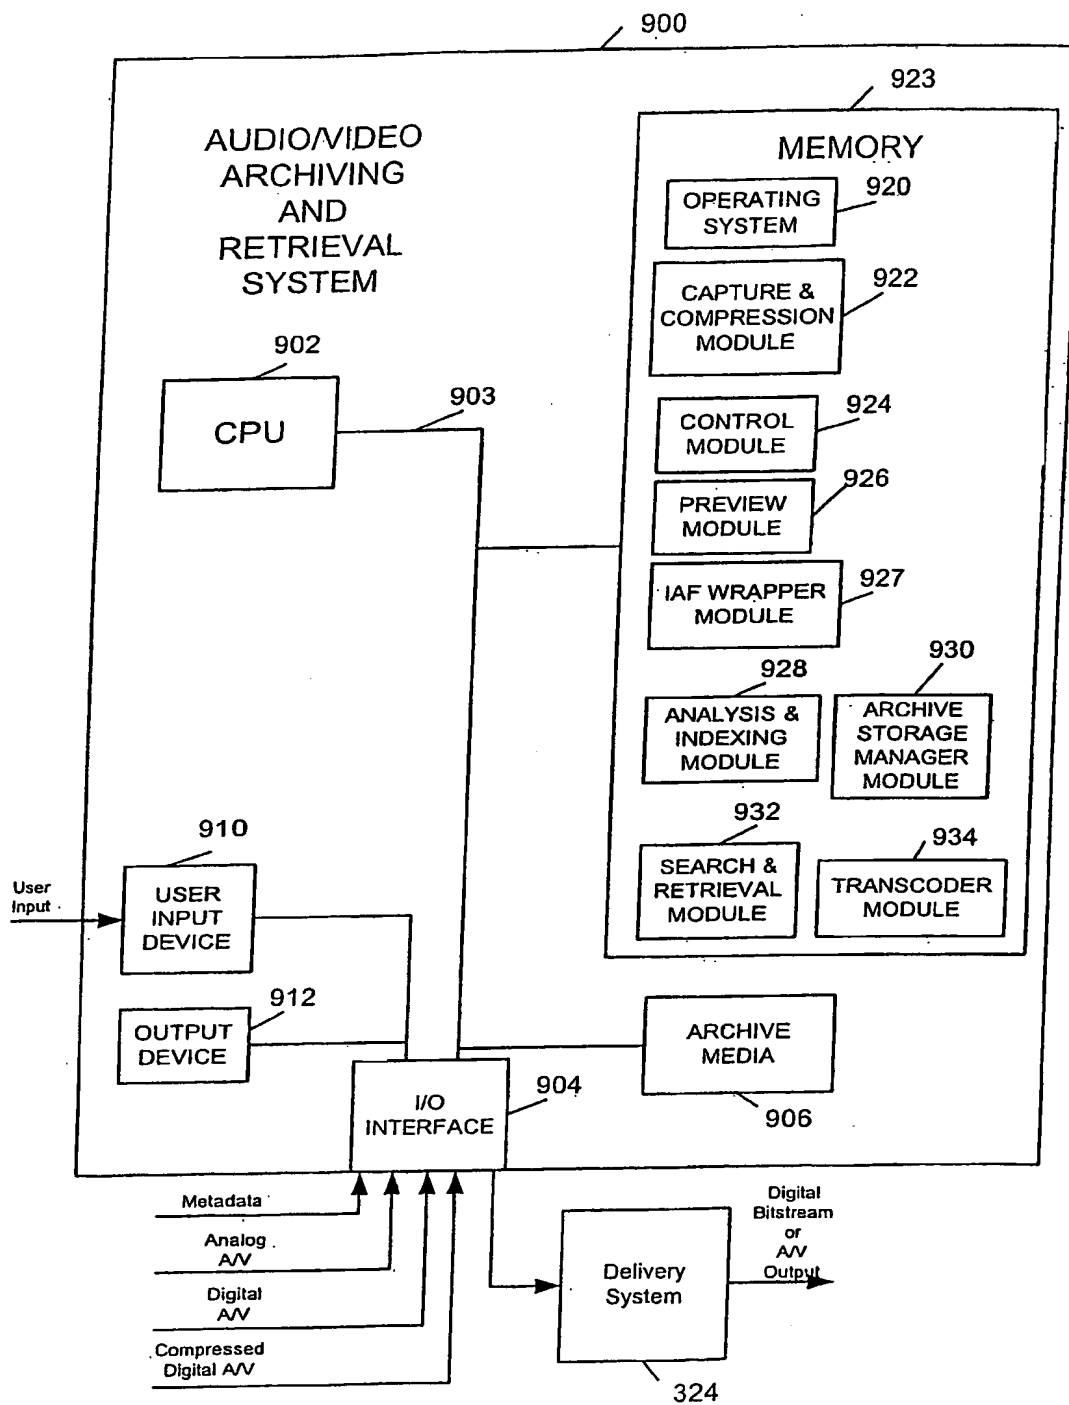 900
923
AUDIO/VIDEO
ARCHIVING
AND
RETRIEVAL
SYSTEM
MEMORY
920
OPERATING
SYSTEM
922
CAPTURE &
COMPRESSION
MODULE
902
CPU
903
924
CONTROL
MODULE
926
PREVIEW
MODULE
927
IAF WRAPPER
MODULE
928
ANALYSIS &
INDEXING
MODULE
930
ARCHIVE
STORAGE
MANAGER
MODULE
932
SEARCH &
RETRIEVAL
MODULE
934
TRANSCODER
MODULE
910
User
Input
USER
INPUT
DEVICE
912
OUTPUT
DEVICE
I/O
INTERFACE
904
ARCHIVE
MEDIA
906
Metadata
Analog
A/V
Digital
A/V
Compressed
Digital A/V
Delivery
System
324
Digital
Bitstream
or
A/V
Output